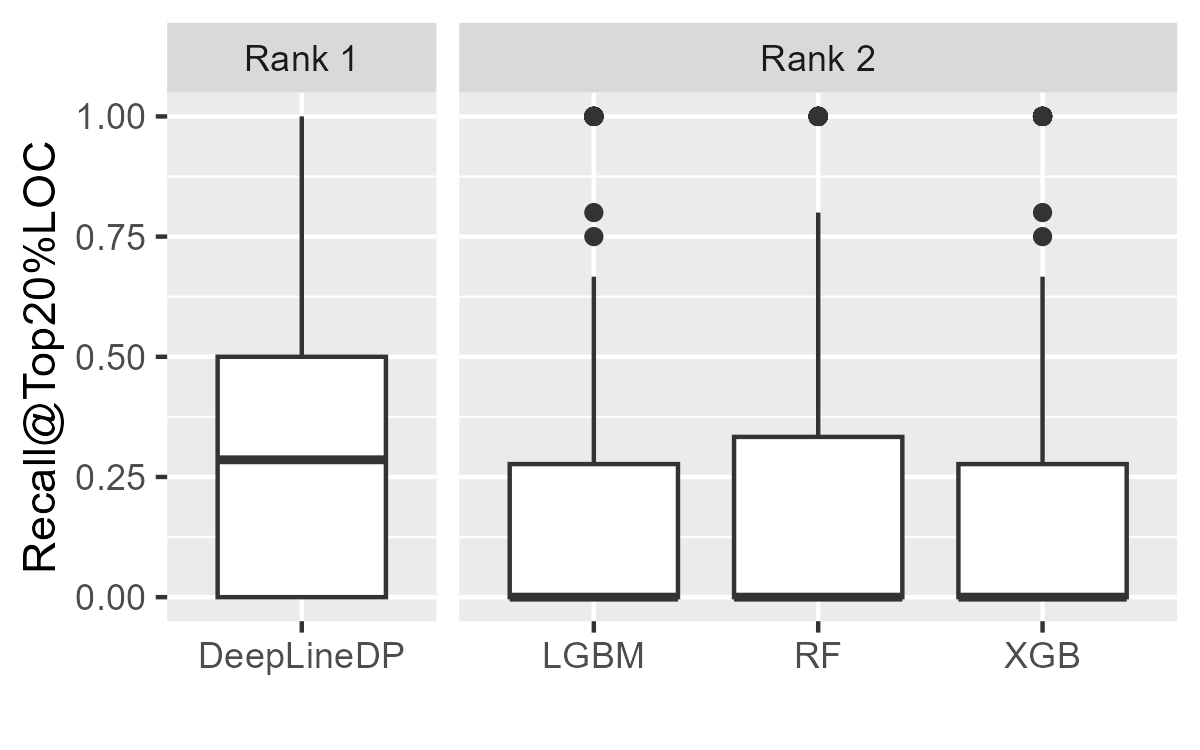 Rank 1
Rank 2
Recall@Top20%LOC
1.00
0.75
0.50
0.25
0.00
DeepLineDP
LGBM
RF
XGB